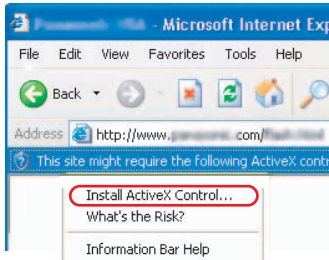 - Microsoft Internet Exp
File Edit View Favorites Tools Help
Back
Address http://www. .com/
This site might require the following ActiveX contr
Install ActiveX Control...
What's the Risk?
Information Bar Help